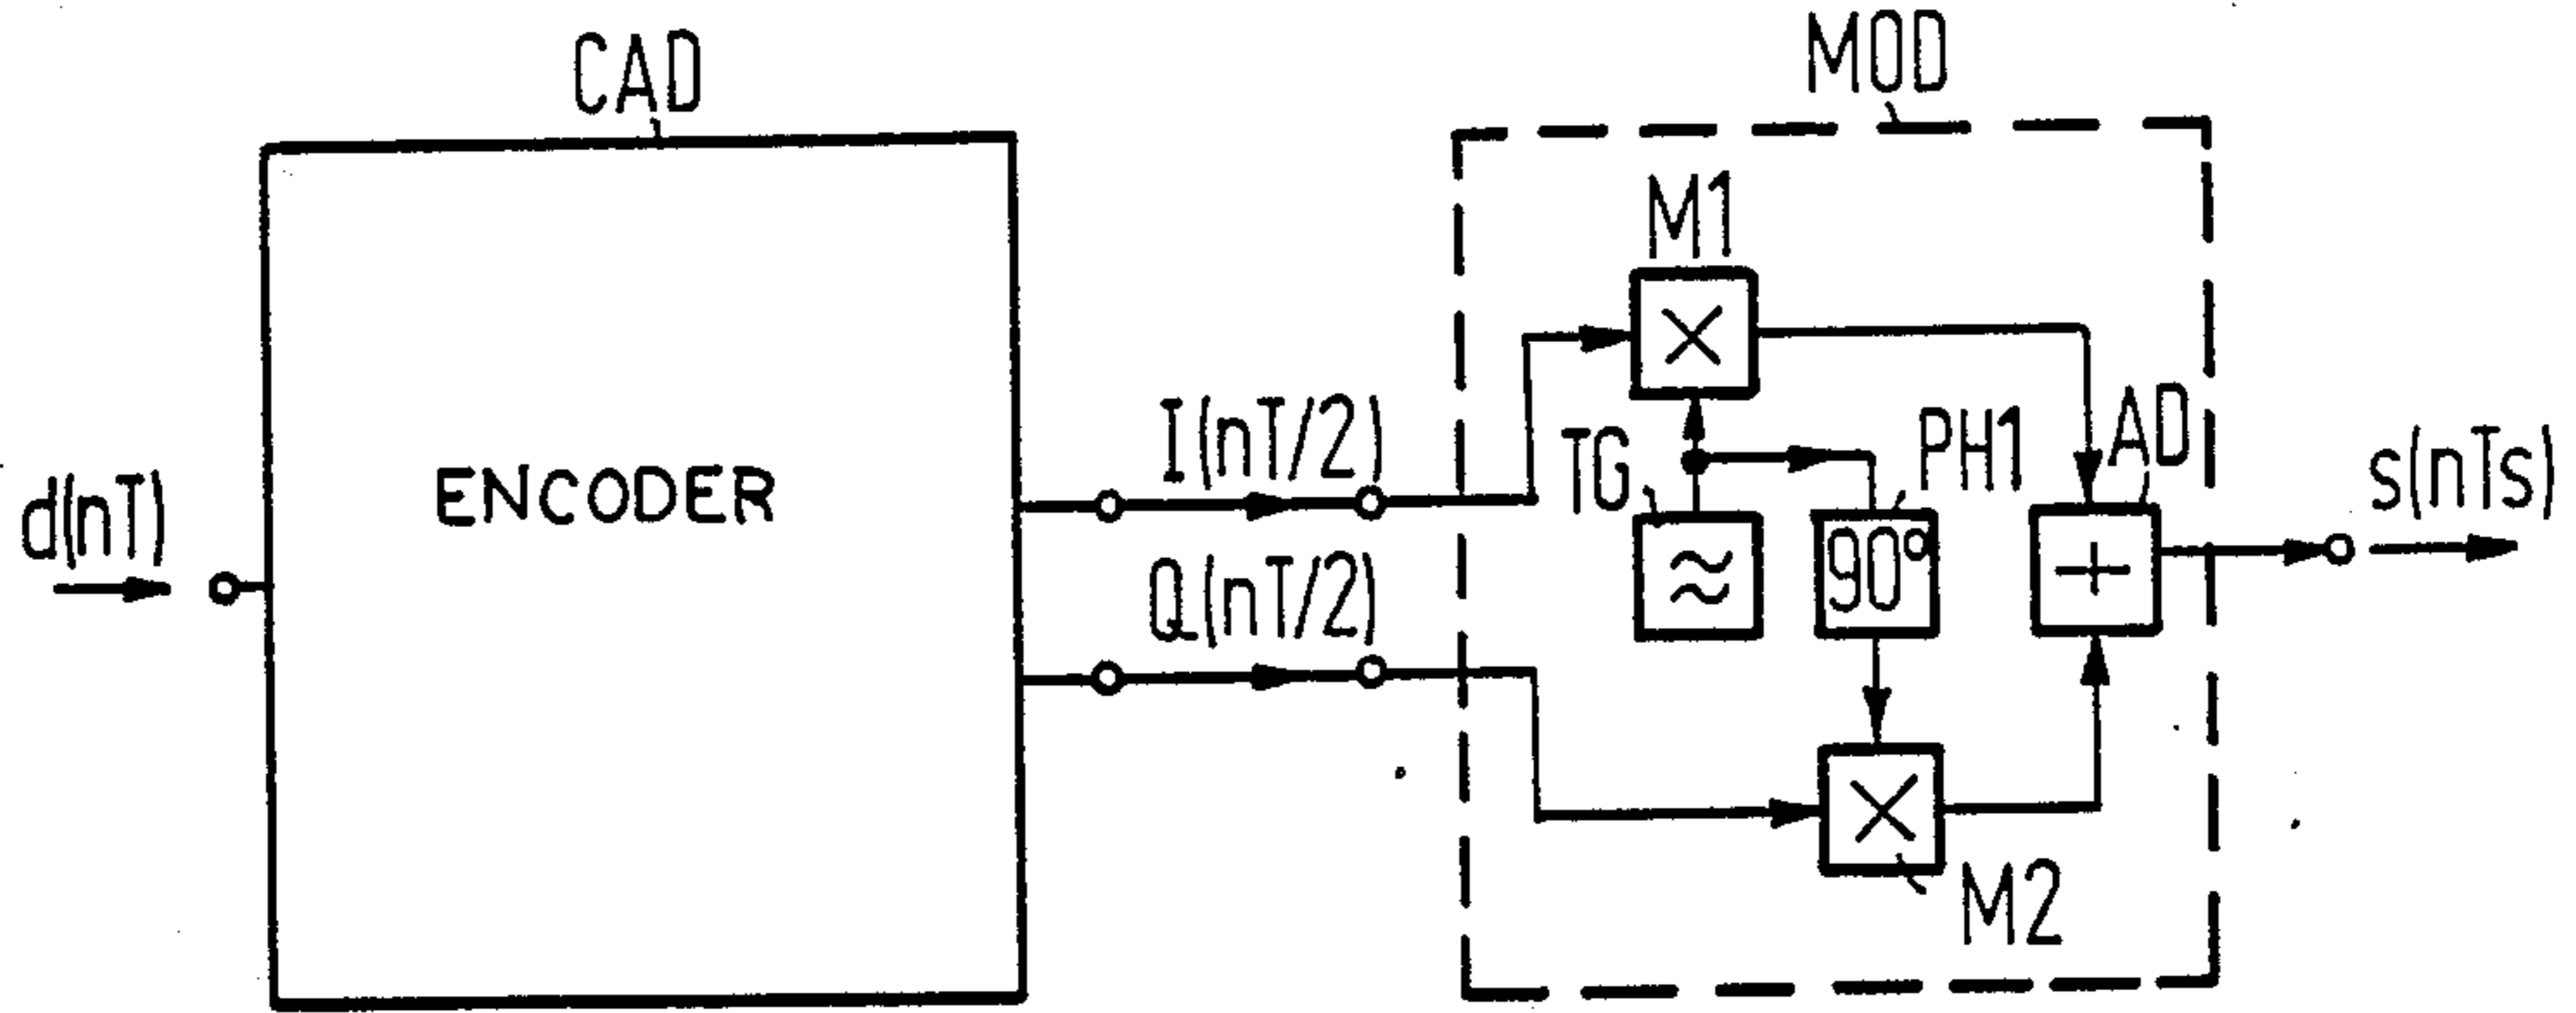 CAD
MOD
M1
I(nT/2)
TG
PH1
AD
s(nTs)
d(nT)
ENCODER
≈
90°
×
+
Q(nT/2)
×
M2